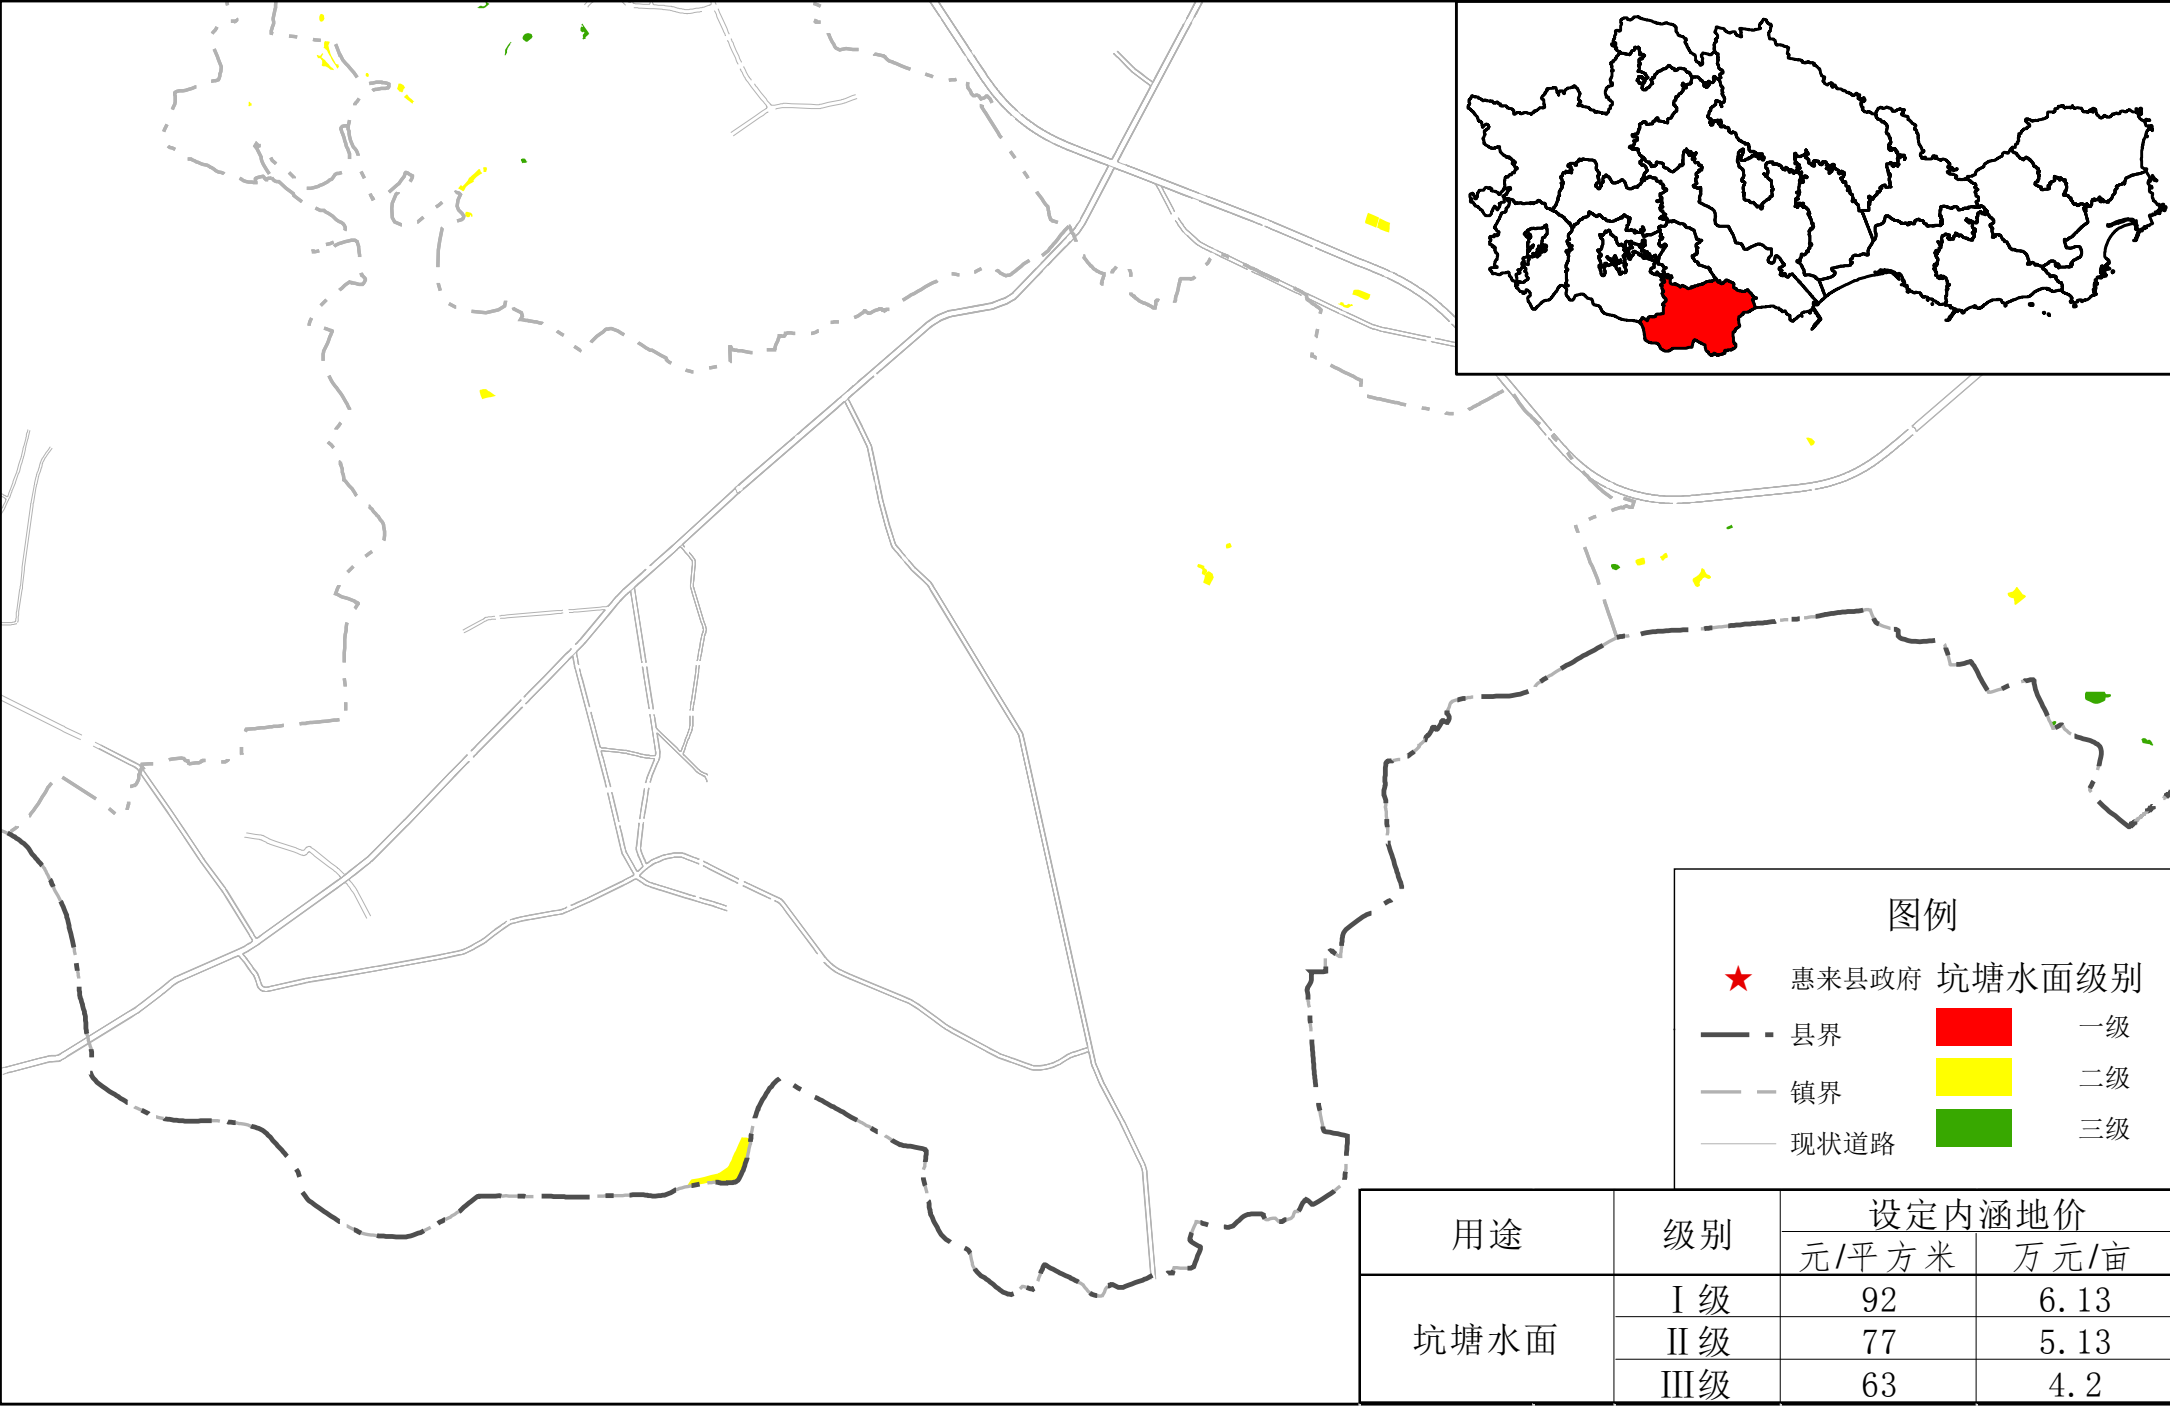 图例
惠来县政府 坑塘水面级别
县界 一级
镇界 二级
现状道路 三级
用途 级别 设定内涵地价
元/平方米 万元/亩
坑塘水面 Ⅰ级 92 6.13
Ⅱ级 77 5.13
Ⅲ级 63 4.2